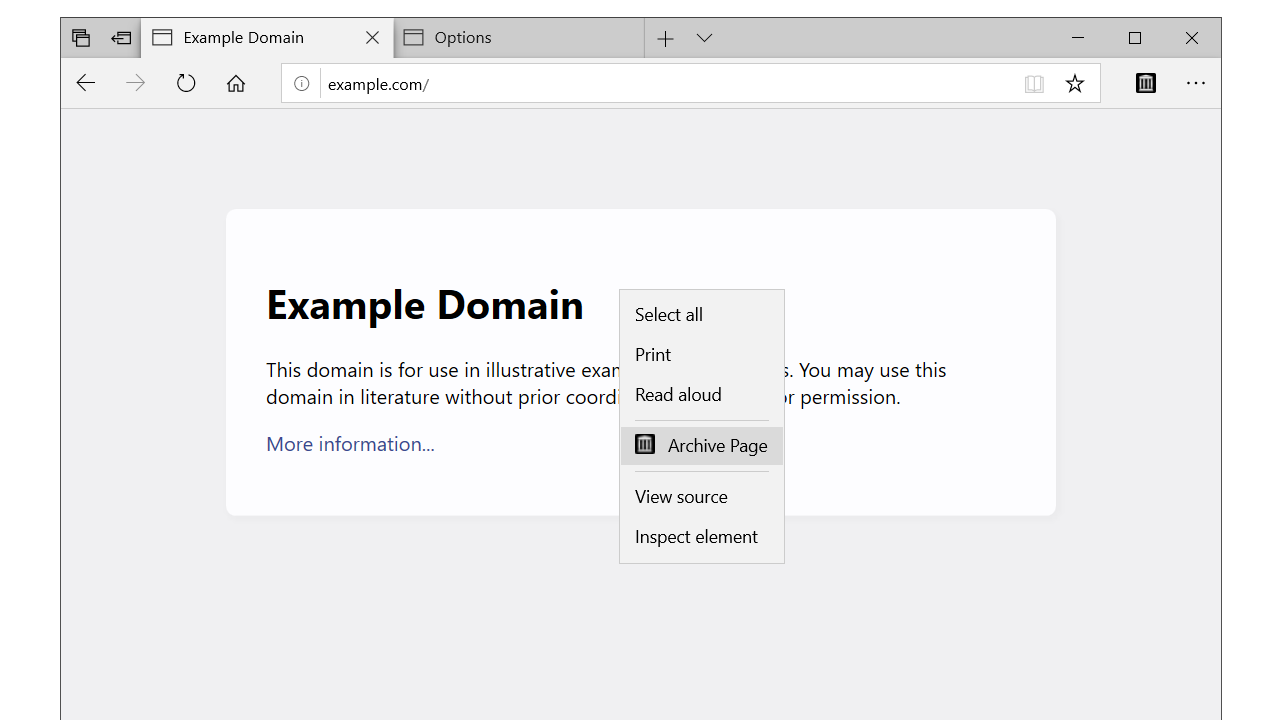 Example Domain
Options
example.com/
Example Domain
This domain is for use in illustrative exam s. You may use this
domain in literature without prior coordi or permission.
More information...
Select all
Print
Read aloud
Archive Page
View source
Inspect element